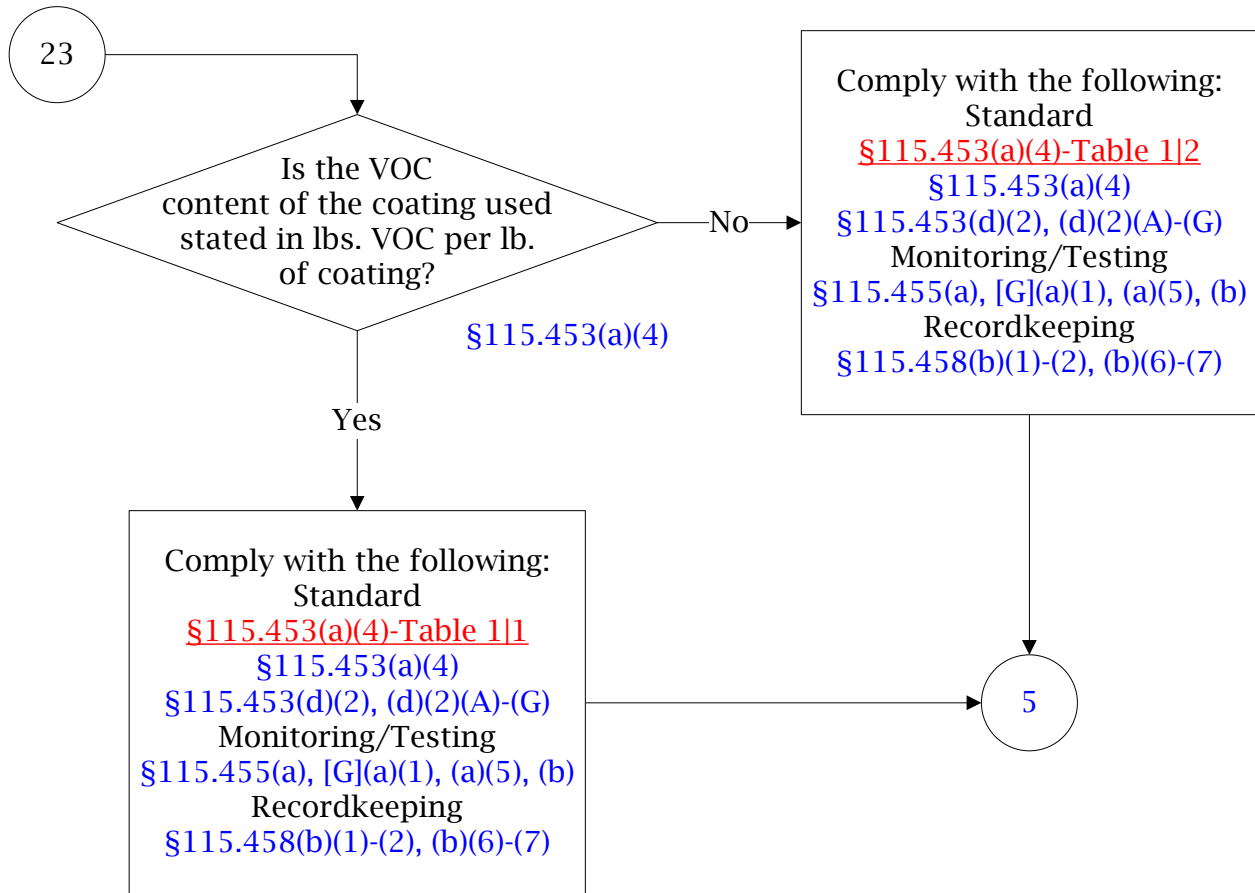 23
Is the VOC
content of the coating used
stated in lbs. VOC per lb.
of coating?
§115.453(a)(4)
No
Comply with the following:
Standard
§115.453(a)(4)-Table 1|2
§115.453(a)(4)
§115.453(d)(2), (d)(2)(A)-(G)
Monitoring/Testing
§115.455(a), [G](a)(1), (a)(5), (b)
Recordkeeping
§115.458(b)(1)-(2), (b)(6)-(7)
Yes
Comply with the following:
Standard
§115.453(a)(4)-Table 1|1
§115.453(a)(4)
§115.453(d)(2), (d)(2)(A)-(G)
Monitoring/Testing
§115.455(a), [G](a)(1), (a)(5), (b)
Recordkeeping
§115.458(b)(1)-(2), (b)(6)-(7)
5